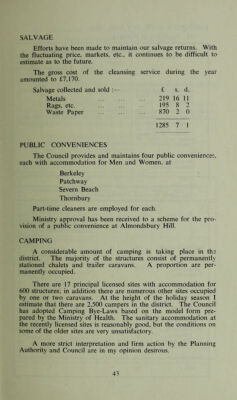 SALVAGE
Efforts have been made to maintain our salvage returns. With
the fluctuating price, markets, etc., it continues to be difficult to
estimate as to the future.
The gross cost of the cleansing service during the year
amounted to £7,170.
Salvage collected and sold :— £ s. d.
Metals ... ... ... 219 16 11
Rags, etc. ... ... ... 195 8 2
Waste Paper ... ... ... 870 2 0
1285 7 1
PUBLIC CONVENIENCES
The Council provides and maintains four public conveniences,
each with accommodation for Men and Women, at
Berkeley
Patchway
Severn Beach
Thornbury
Part-time cleaners are employed for each.
Ministry approval has been received to a scheme for the pro-
vision of a public convenience at Almondsbury Hill.
CAMPING
A considerable amount of camping is taking place in the
district. The majority of the structures consist of permanently
stationed chalets and trailer caravans. A proportion are per-
manently occupied.
There are 17 principal licensed sites with accommodation for
600 structures; in addition there are numerous other sites occupied
by one or two caravans. At the height of the holiday season I
estimate that there are 2,500 campers in the district. The Council
has adopted Camping Bye-Laws based on the model form pre-
pared by the Ministry of Health. The sanitary accommodation at
the recently licensed sites is reasonably good, but the conditions on
some of the older sites are very unsatisfactory.
A more strict interpretation and firm action by the Planning
Authority and Council are in my opinion desirous.